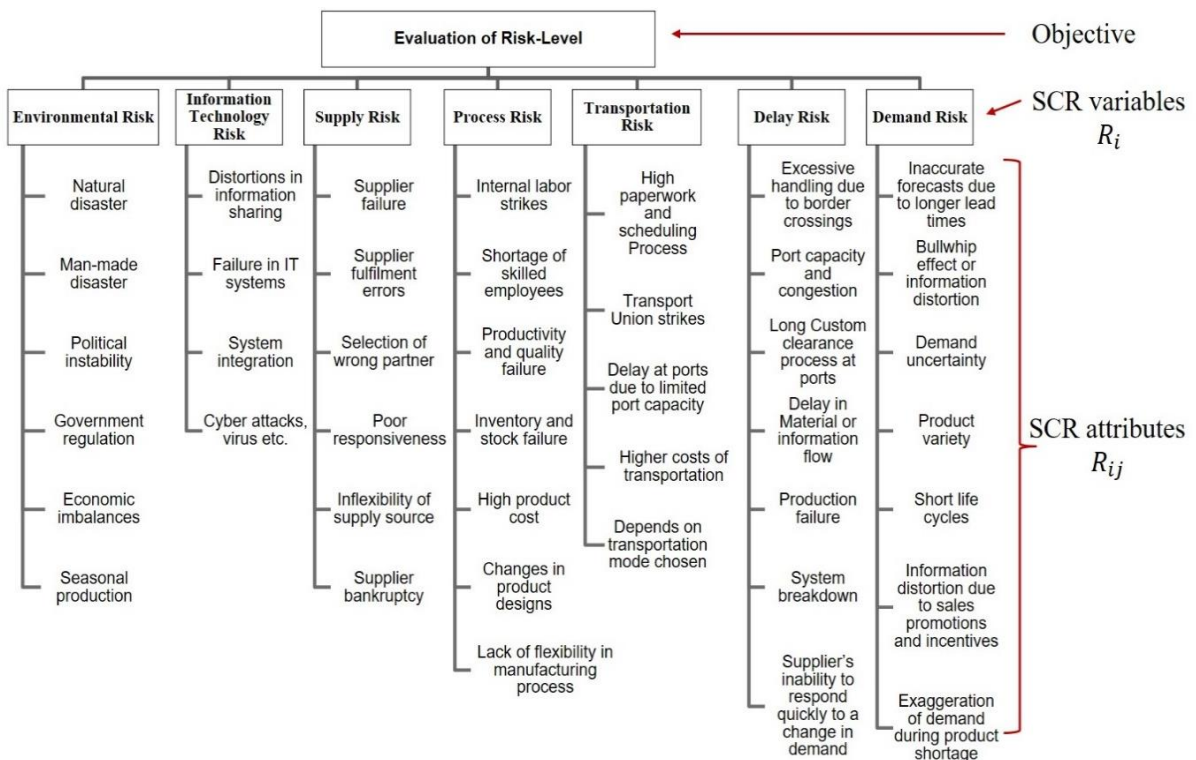 Evaluation of Risk-Level
Objective
Environmental Risk
Information
Technology
Risk
Supply Risk
Process Risk
Transportation
Risk
Delay Risk
Demand Risk
SCR variables
R_i
Natural
disaster
Man-made
disaster
Political
instability
Government
regulation
Economic
imbalances
Seasonal
production
Distortions in
information
sharing
Failure in IT
systems
System
integration
Cyber attacks,
virus etc.
Supplier
failure
Supplier
fulfilment
errors
Selection of
wrong partner
Poor
responsiveness
Inflexibility of
supply source
Supplier
bankruptcy
Internal labor
strikes
Shortage of
skilled
employees
Productivity
and quality
failure
Inventory and
stock failure
High product
cost
Changes in
product
designs
Lack of flexibility in
manufacturing
process
High
paperwork
and
scheduling
Process
Transport
Union strikes
Delay at ports
due to limited
port capacity
Higher costs of
transportation
Depends on
transportation
mode chosen
Excessive
handling due
to border
crossings
Port capacity
and
congestion
Long Custom
clearance
process at
ports
Delay in
Material or
information
flow
Production
failure
System
breakdown
Supplier's
inability to
respond
quickly to a
change in
demand
Inaccurate
forecasts due
to longer lead
times
Bullwhip
effect or
information
distortion
Demand
uncertainty
Product
variety
Short life
cycles
Information
distortion due
to sales
promotions
and incentives
Exaggeration
of demand
during product
shortage
SCR attributes
R_ij